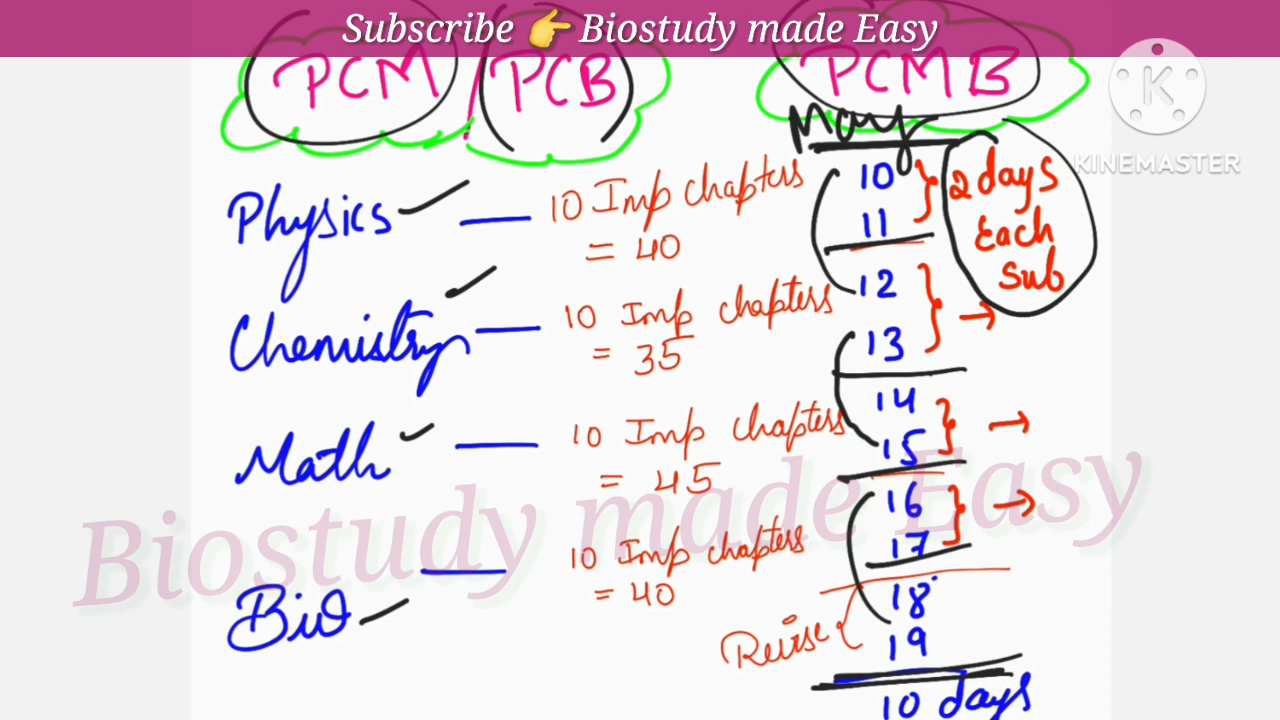 Subscribe 👉 Biostudy made Easy
PCM / PCB
PCMB
May
Physics — 10 Imp chapters
= 40
Chemistry — 10 Imp chapters
= 35
Math — 10 Imp chapters
= 45
Bio — 10 Imp chapters
= 40
10
11
2 days
Each
Sub
12
13 →
14
15 →
16
17 →
18
19
Revise
10 days
K
KINEMASTER
Biostudy made Easy